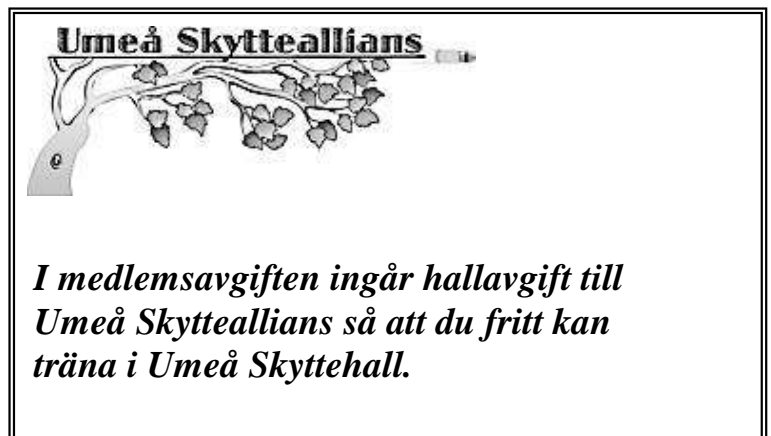 Umeå Skytteallians
I medlemsavgiften ingår hallavgift till
Umeå Skytteallians så att du fritt kan
träna i Umeå Skyttehall.